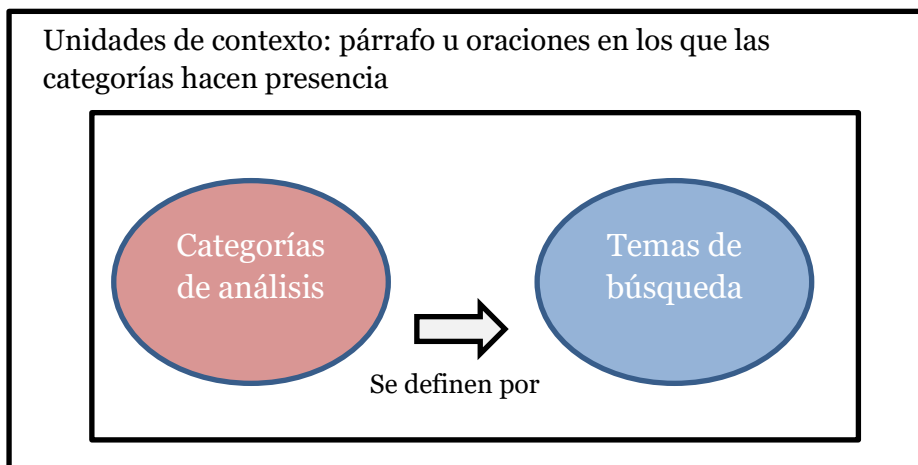 Unidades de contexto: párrafo u oraciones en los que las
categorías hacen presencia
Categorías
de análisis
Temas de
búsqueda
Se definen por